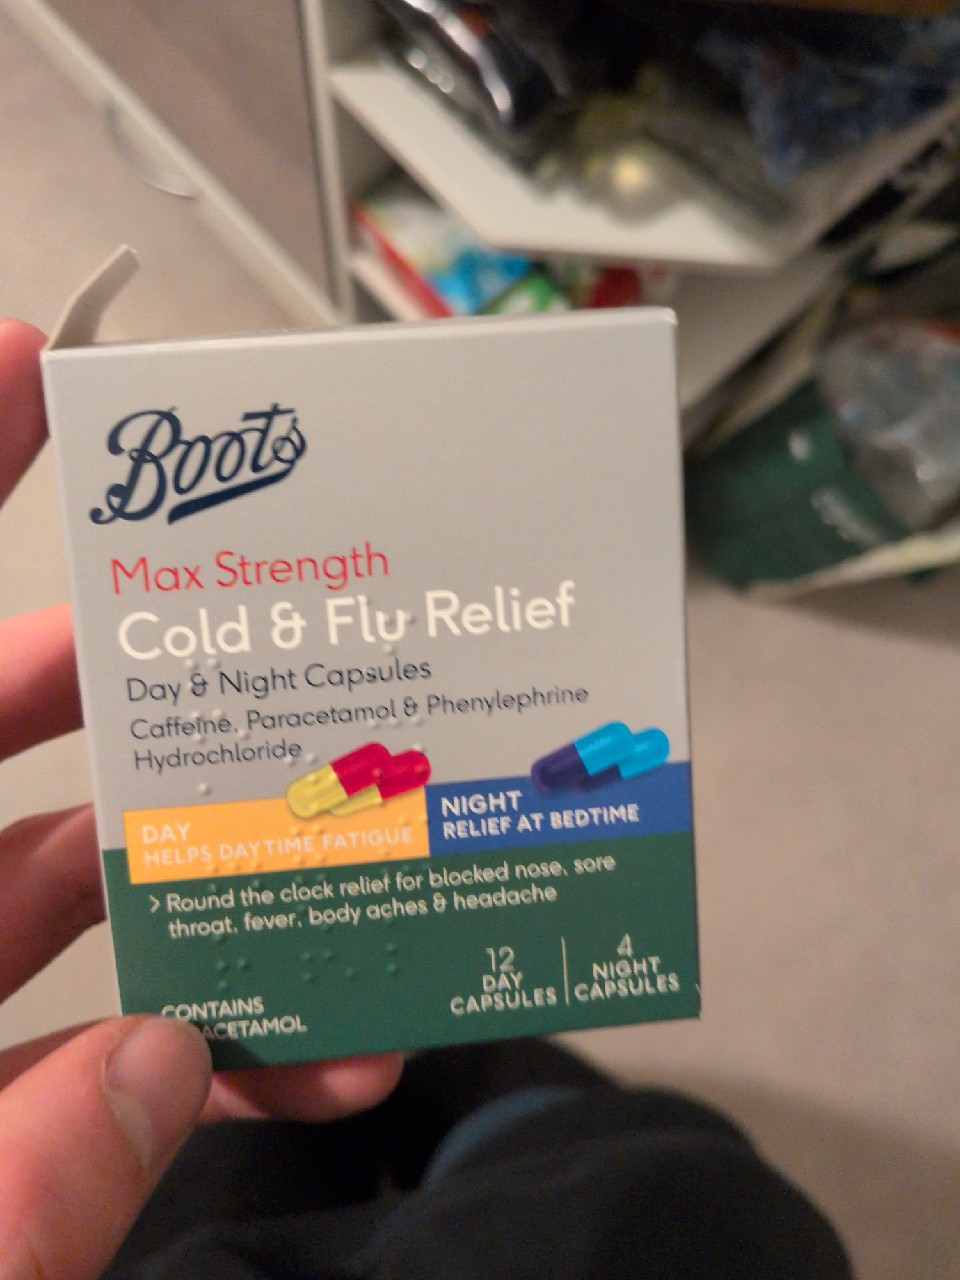 Boots
Max Strength
Cold & Flu Relief
Day & Night Capsules
Caffeine, Paracetamol & Phenylephrine
Hydrochloride
DAY
HELPS DAYTIME FATIGUE
NIGHT
RELIEF AT BEDTIME
> Round the clock relief for blocked nose, sore
throat, fever, body aches & headache
12
DAY
CAPSULES
4
NIGHT
CAPSULES
CONTAINS
ACETAMOL